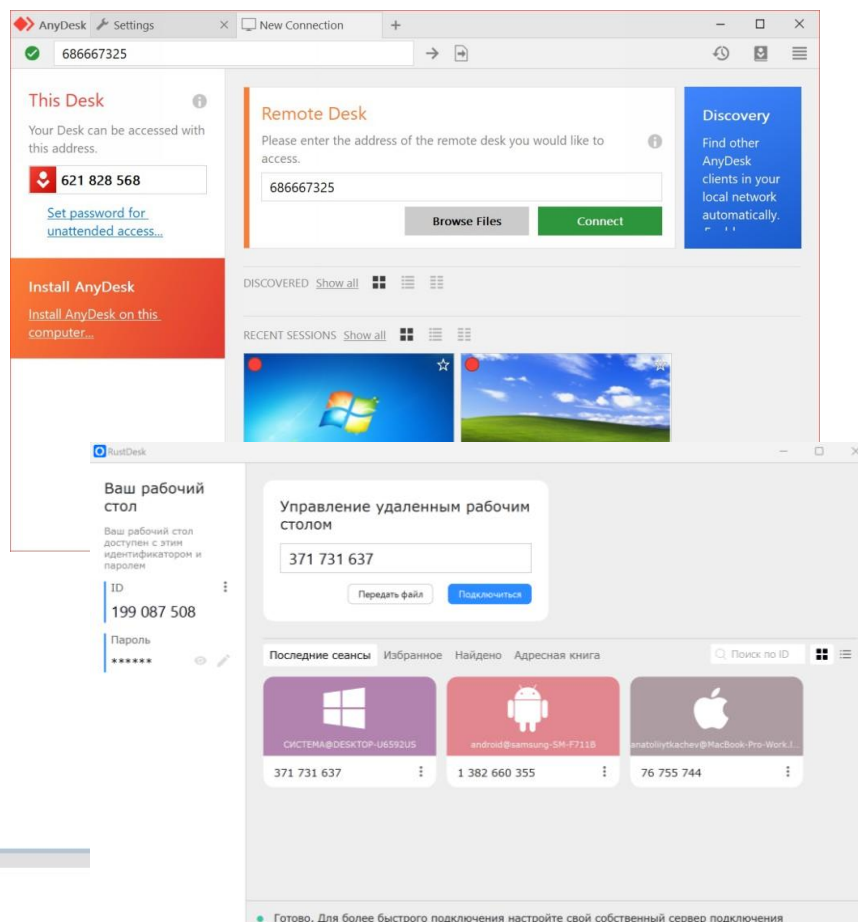 AnyDesk
Settings
New Connection
686667325
This Desk
Your Desk can be accessed with
this address.
621 828 568
Set password for
unattended access...
Install AnyDesk
Install AnyDesk on this
computer...
Remote Desk
Please enter the address of the remote desk you would like to
access.
686667325
Browse Files
Connect
Discovery
Find other
AnyDesk
clients in your
local network
automatically.
DISCOVERED Show all
RECENT SESSIONS Show all
RustDesk
Ваш рабочий
стол
Ваш рабочий стол
доступен с этим
идентификатором и
паролем
ID
199 087 508
Пароль
******
Управление удаленным рабочим
столом
371 731 637
Передать файл
Подключиться
Последние сеансы Избранное Найдено Адресная книга
Поиск по ID
СИСТЕМА@DESKTOP-U6592US
android@samsung-SM-F711B
anatoliiytkachev@MacBook-Pro-Work.l...
371 731 637
1 382 660 355
76 755 744
Готово. Для более быстрого подключения настройте свой собственный сервер подключения